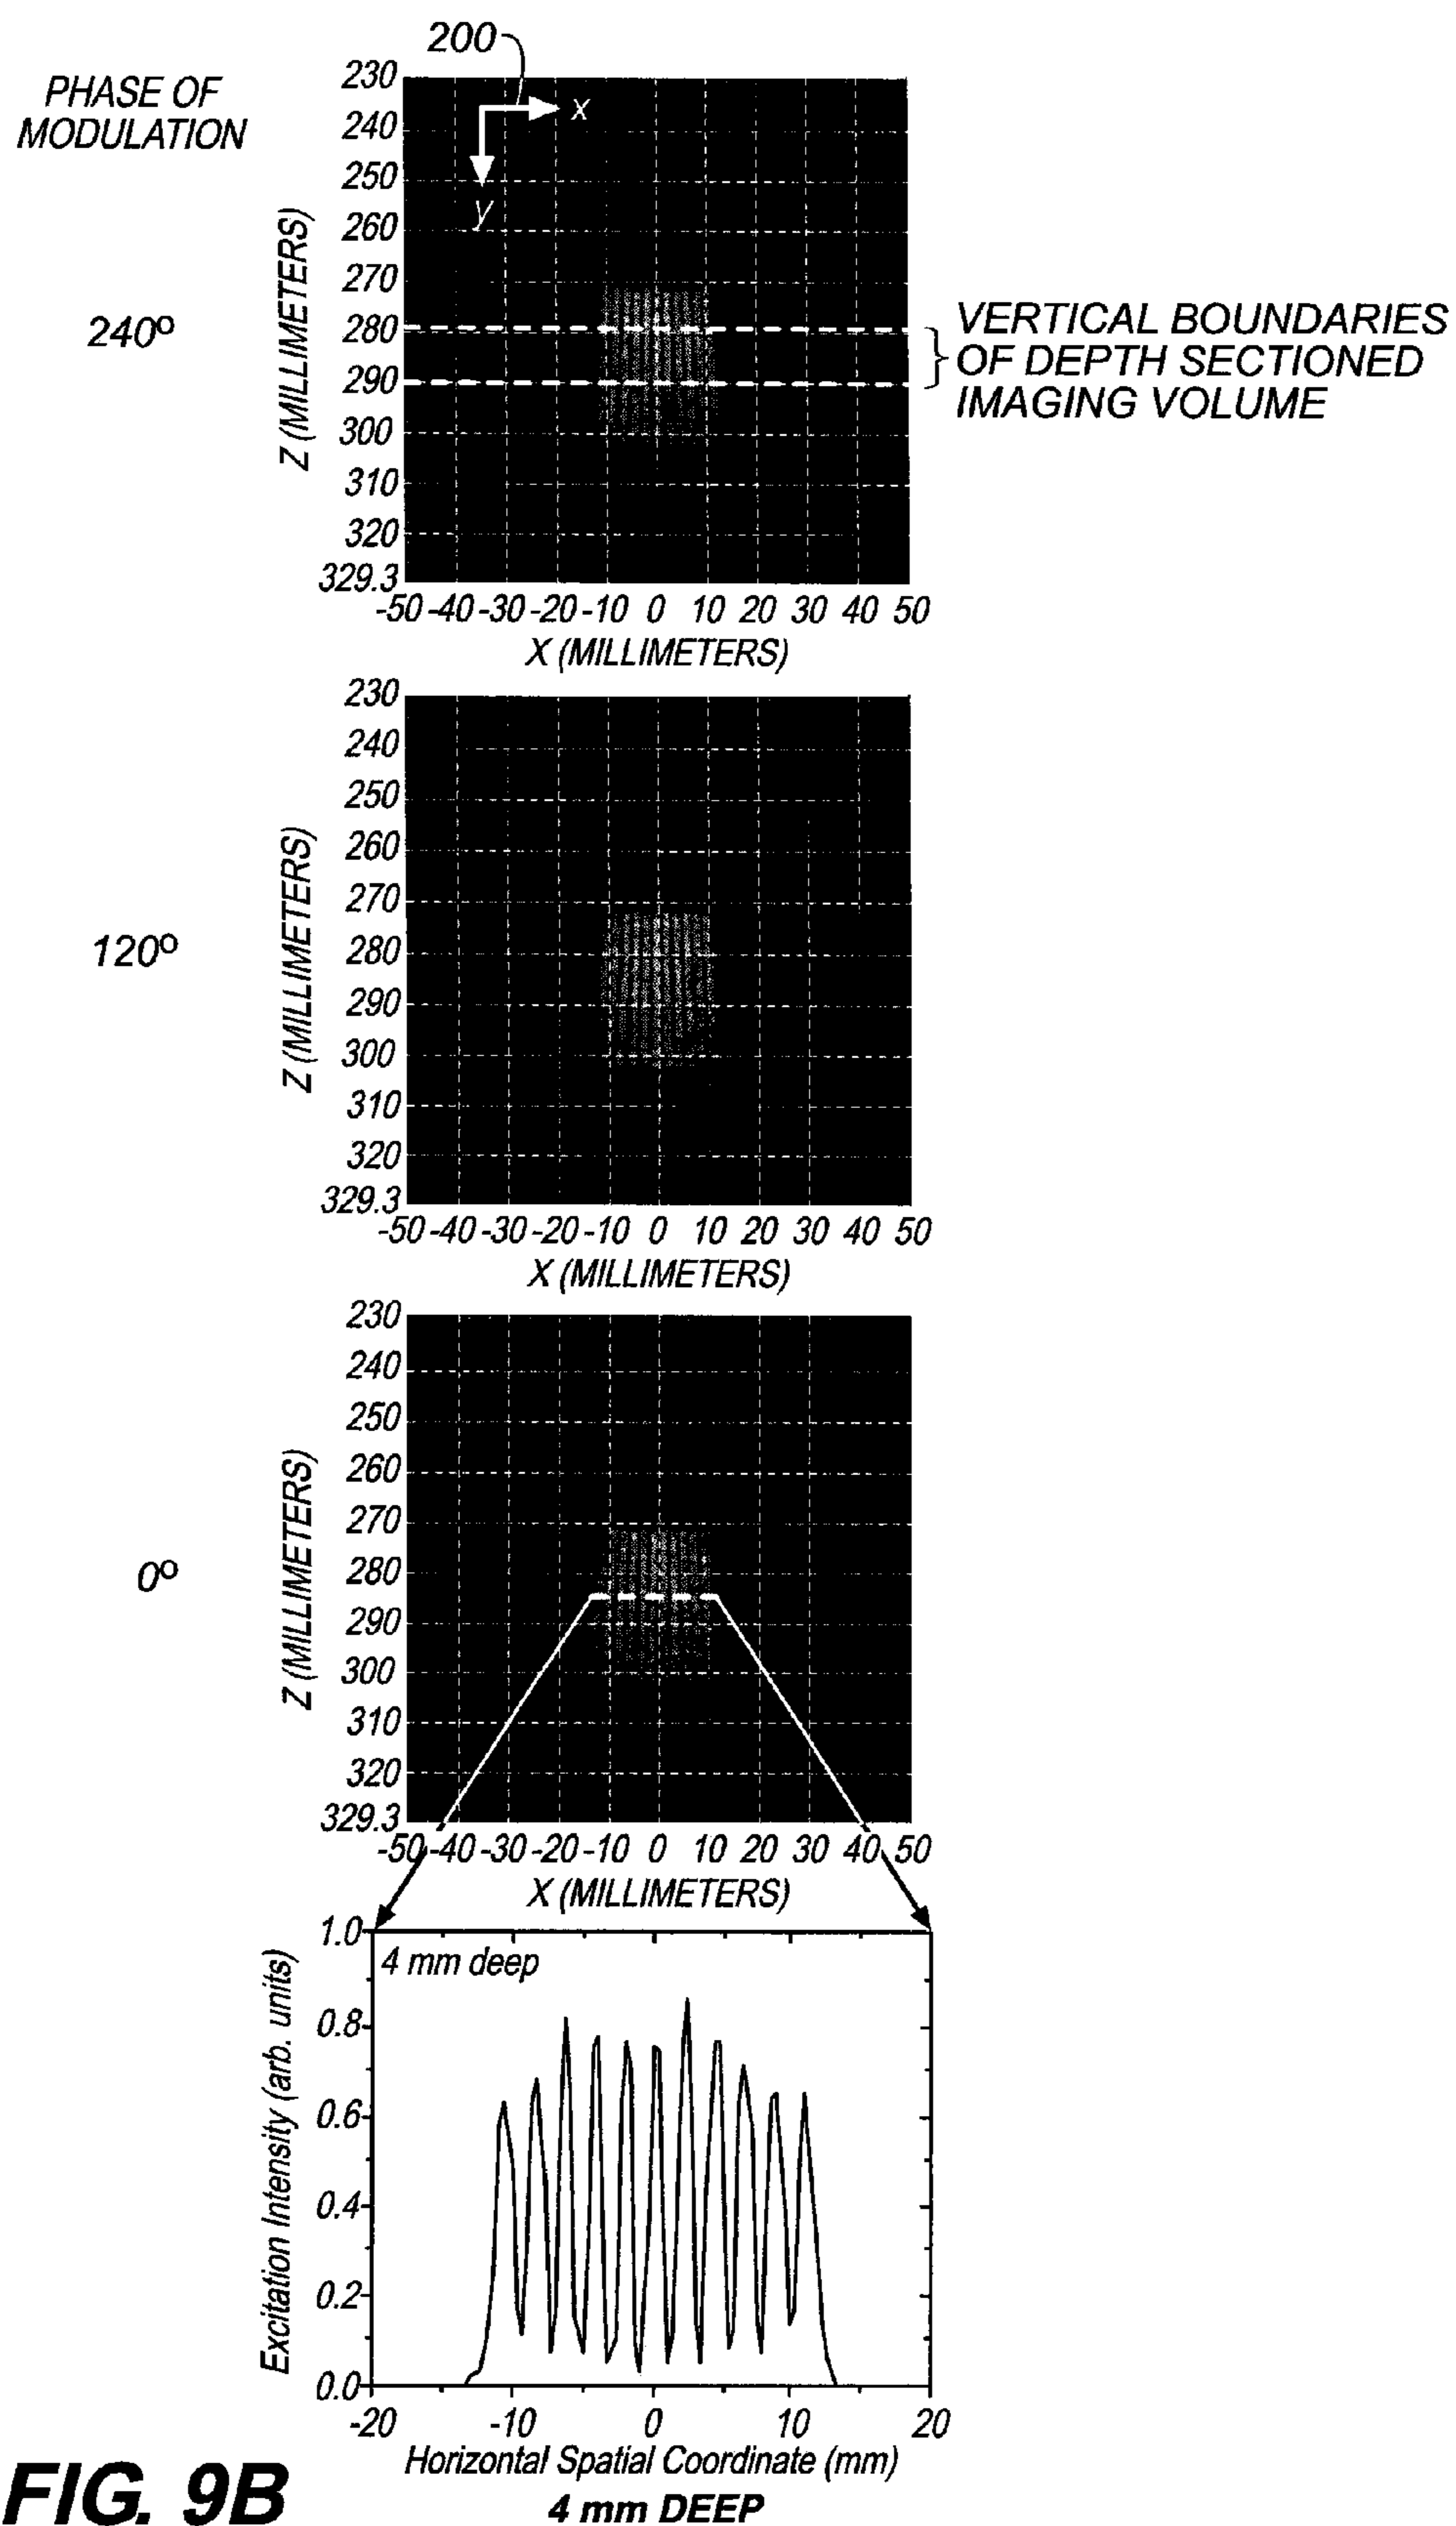 200
PHASE OF
MODULATION
230
240
250
260
270
280
290
300
310
320
329.3
x
y
Z (MILLIMETERS)
240º
VERTICAL BOUNDARIES
OF DEPTH SECTIONED
IMAGING VOLUME
-50 -40 -30 -20 -10 0 10 20 30 40 50
X (MILLIMETERS)
230
240
250
260
270
280
290
300
310
320
329.3
Z (MILLIMETERS)
120º
-50 -40 -30 -20 -10 0 10 20 30 40 50
X (MILLIMETERS)
230
240
250
260
270
280
290
300
310
320
329.3
Z (MILLIMETERS)
0º
-50 -40 -30 -20 -10 0 10 20 30 40 50
X (MILLIMETERS)
1.0
0.8
0.6
0.4
0.2
0.0
4 mm deep
Excitation Intensity (arb. units)
-20 -10 0 10 20
Horizontal Spatial Coordinate (mm)
4 mm DEEP
FIG. 9B